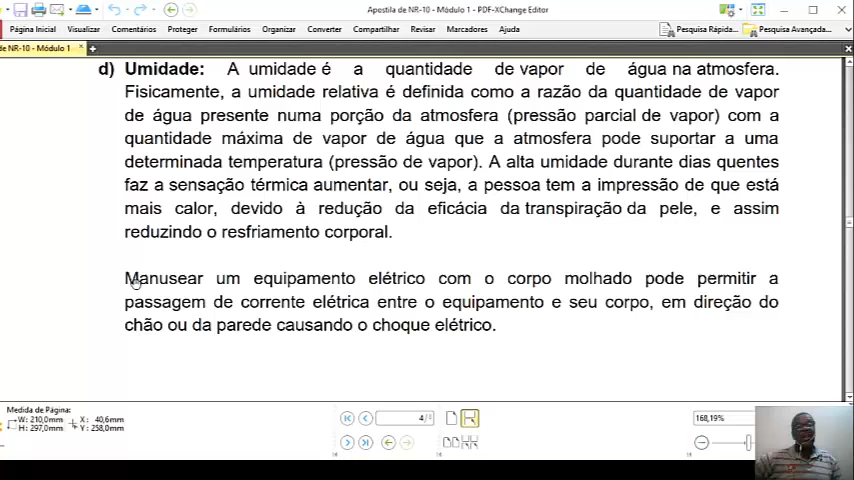 Apostila de NR-10 - Módulo 1 - PDF-XChange Editor
Página Inicial Visualizar Comentários Proteger Formulários Organizar Converter Compartilhar Revisar Marcadores Ajuda
Pesquisa Rápida... Pesquisa Avançada...
de NR-10 - Módulo 1 × +
d) Umidade: A umidade é a quantidade de vapor de água na atmosfera.
Fisicamente, a umidade relativa é definida como a razão da quantidade de vapor
de água presente numa porção da atmosfera (pressão parcial de vapor) com a
quantidade máxima de vapor de água que a atmosfera pode suportar a uma
determinada temperatura (pressão de vapor). A alta umidade durante dias quentes
faz a sensação térmica aumentar, ou seja, a pessoa tem a impressão de que está
mais calor, devido à redução da eficácia da transpiração da pele, e assim
reduzindo o resfriamento corporal.
Manusear um equipamento elétrico com o corpo molhado pode permitir a
passagem de corrente elétrica entre o equipamento e seu corpo, em direção do
chão ou da parede causando o choque elétrico.
Medida de Página:
W: 210,0mm X: 40,6mm
H: 297,0mm Y: 258,0mm
4/
168,19%